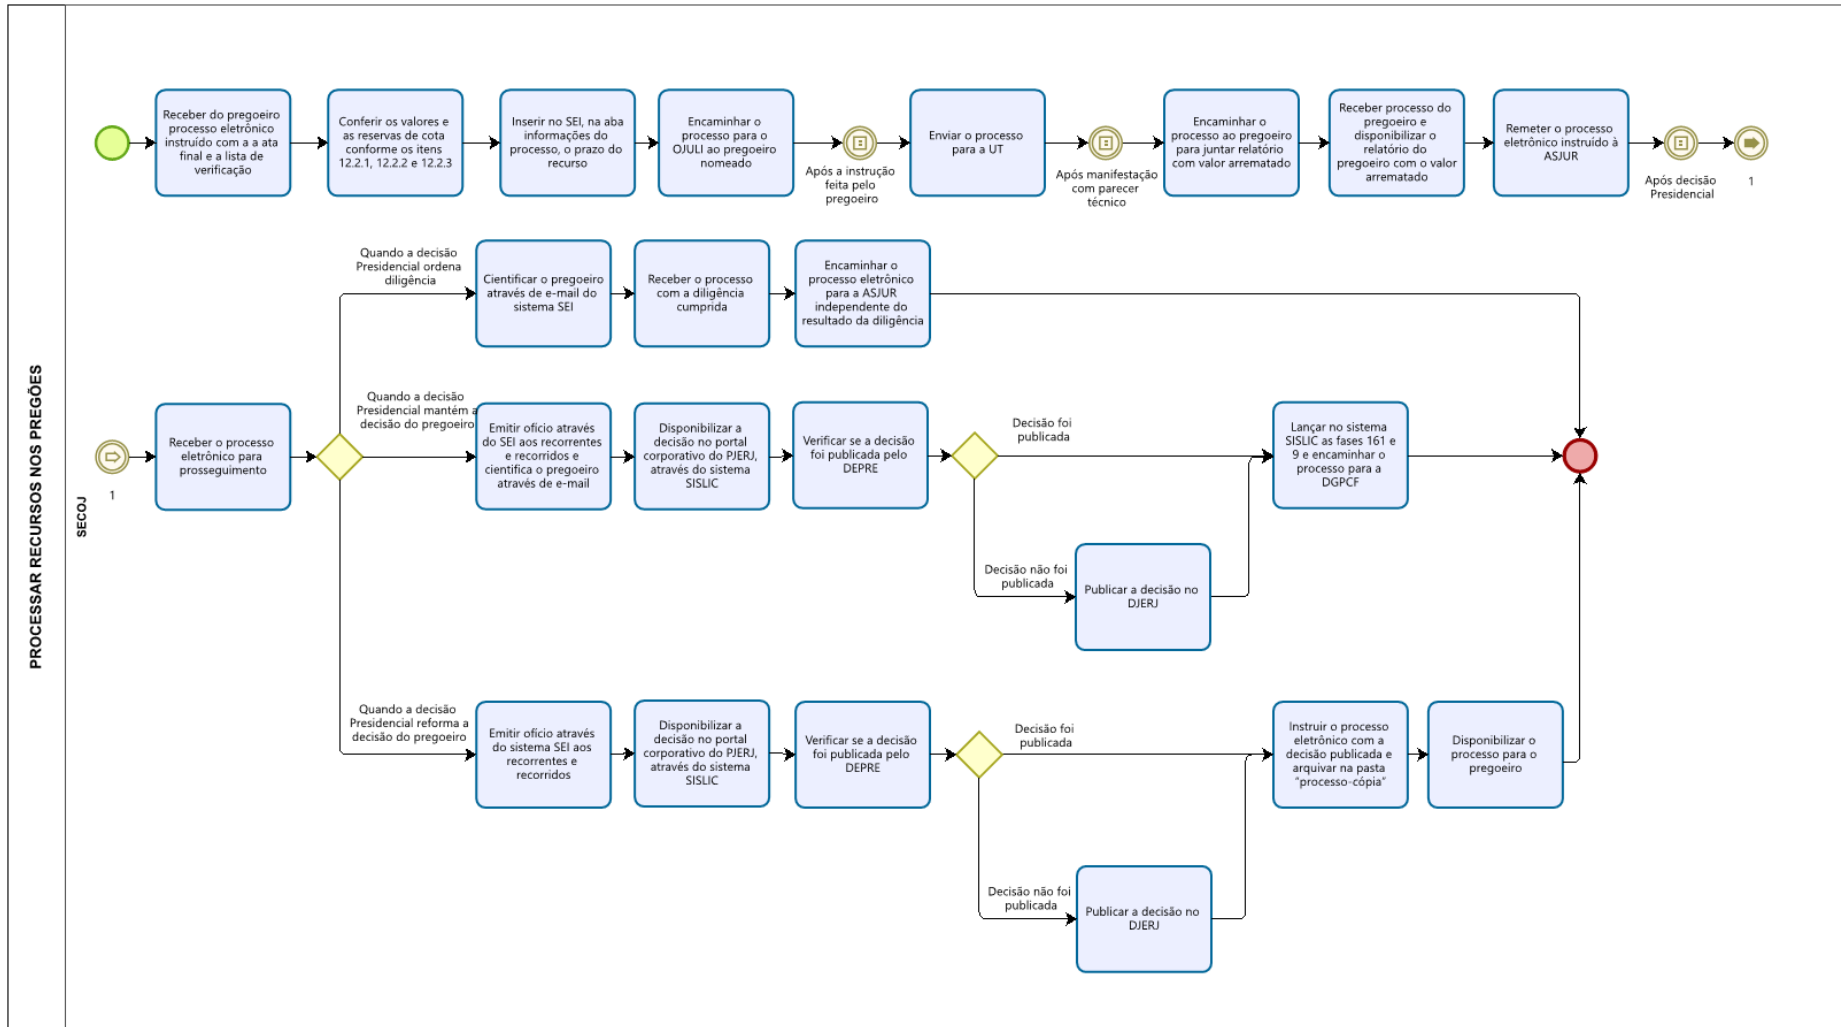 PROCESSAR RECURSOS NOS PREGÕES
SECOJ
Receber do pregoeiro
processo eletrônico
instruído com a a ata
final e a lista de
verificação
Conferir os valores e
as reservas de cota
conforme os itens
12.2.1, 12.2.2 e 12.2.3
Inserir no SEI, na aba
informações do
processo, o prazo do
recurso
Encaminhar o
processo para o
OJULI ao pregoeiro
nomeado
Após a instrução
feita pelo
pregoeiro
Enviar o processo
para a UT
Após manifestação
com parecer
técnico
Encaminhar o
processo ao pregoeiro
para juntar relatório
com valor arrematado
Receber processo do
pregoeiro e
disponibilizar o
relatório do
pregoeiro com o valor
arrematado
Remeter o processo
eletrônico instruído à
ASJUR
Após decisão
Presidencial
1
Quando a decisão
Presidencial ordena
diligência
Cientificar o pregoeiro
através de e-mail do
sistema SEI
Receber o processo
com a diligência
cumprida
Encaminhar o
processo eletrônico
para a ASJUR
independente do
resultado da diligência
1
Receber o processo
eletrônico para
prosseguimento
Quando a decisão
Presidencial mantém a
decisão do pregoeiro
Emitir ofício através
do SEI aos recorrentes
e recorridos e
cientifica o pregoeiro
através de e-mail
Disponibilizar a
decisão no portal
corporativo do PJERJ,
através do sistema
SISLIC
Verificar se a decisão
foi publicada pelo
DEPRE
Decisão foi
publicada
Lançar no sistema
SISLIC as fases 161 e
9 e encaminhar o
processo para a
DGPCF
Decisão não foi
publicada
Publicar a decisão no
DJERJ
Quando a decisão
Presidencial reforma a
decisão do pregoeiro
Emitir ofício através
do sistema SEI aos
recorrentes e
recorridos
Disponibilizar a
decisão no portal
corporativo do PJERJ,
através do sistema
SISLIC
Verificar se a decisão
foi publicada pelo
DEPRE
Decisão foi
publicada
Instruir o processo
eletrônico com a
decisão publicada e
arquivar na pasta
“processo-cópia”
Disponibilizar o
processo para o
pregoeiro
Decisão não foi
publicada
Publicar a decisão no
DJERJ